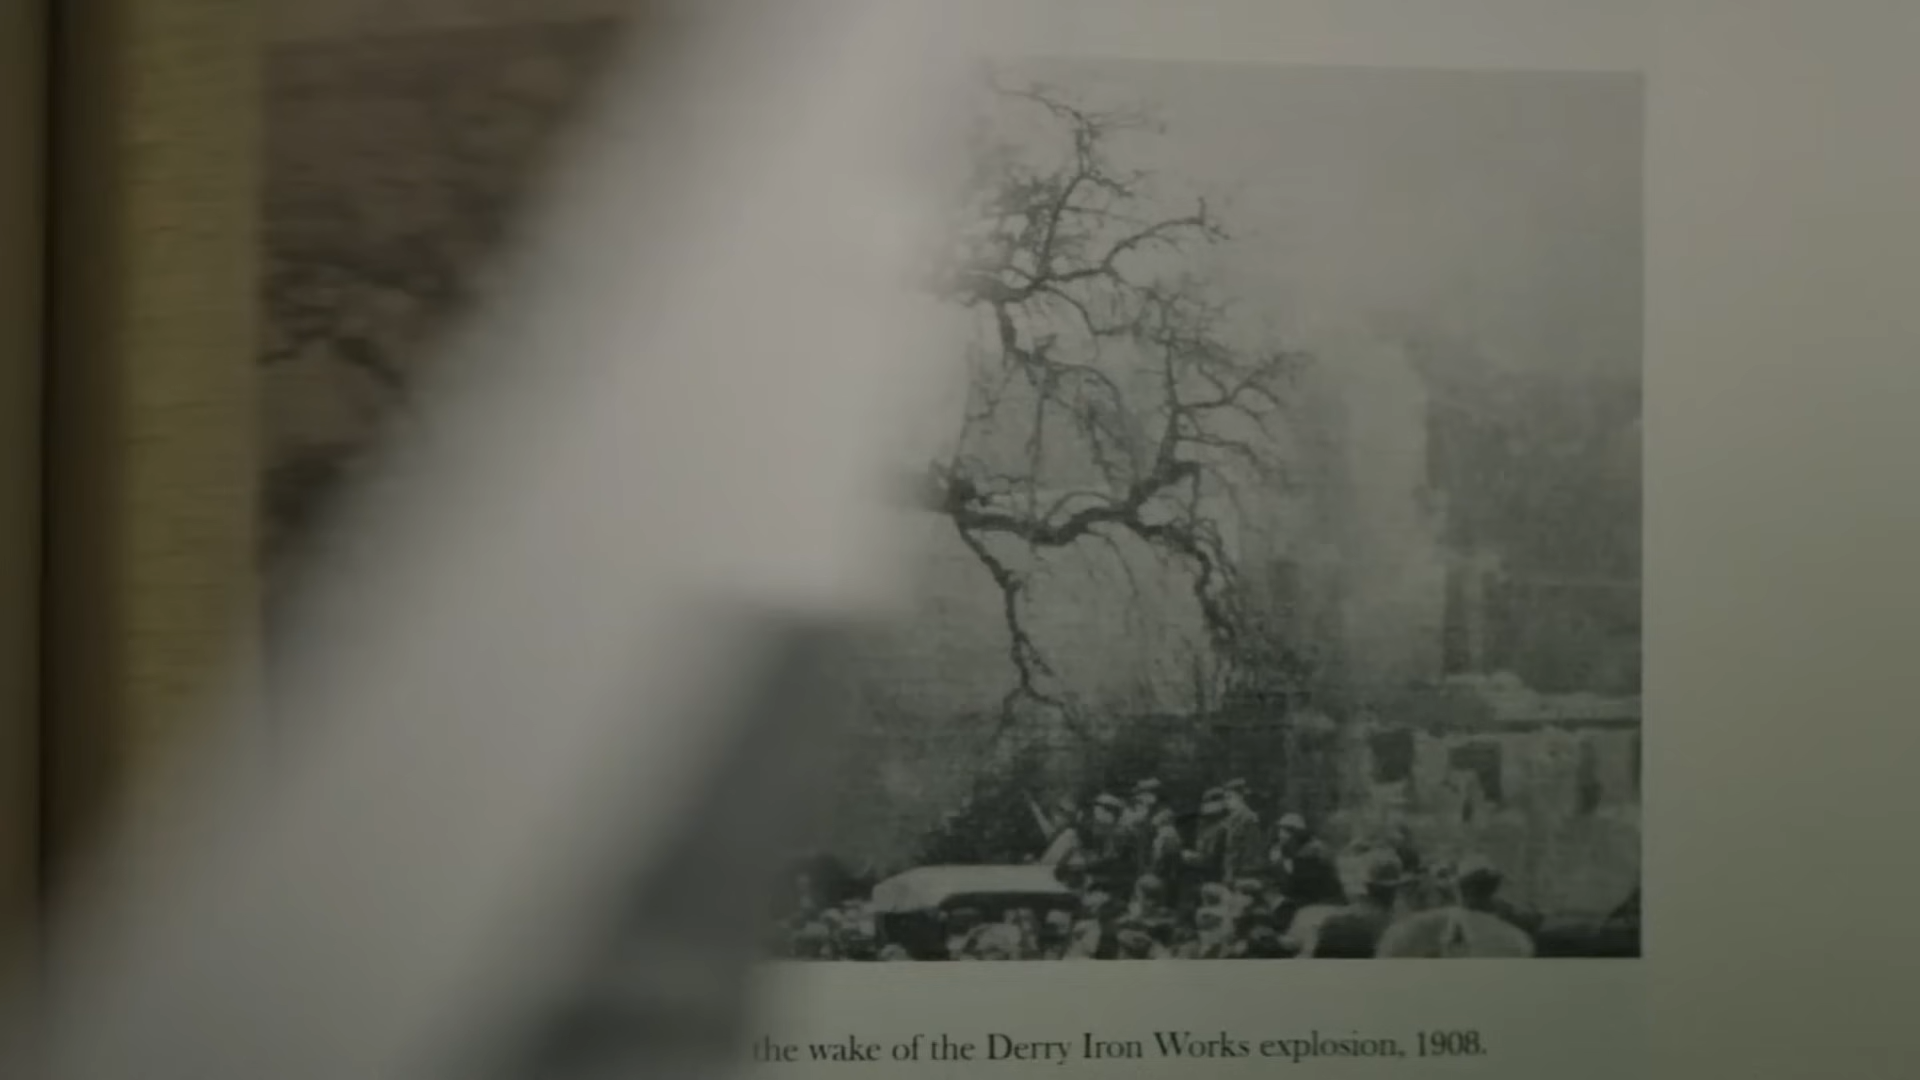 the wake of the Derry Iron Works explosion, 1908.